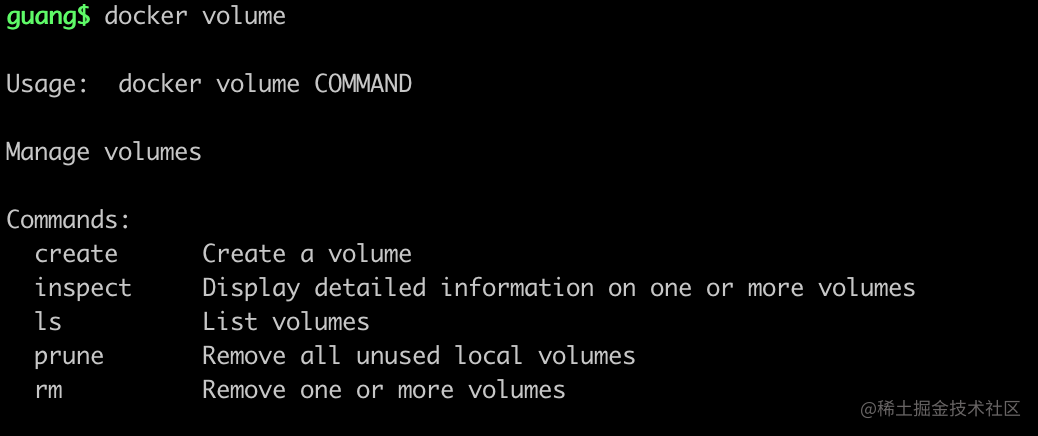 guang$ docker volume
Usage:  docker volume COMMAND
Manage volumes
Commands:
  create      Create a volume
  inspect     Display detailed information on one or more volumes
  ls          List volumes
  prune       Remove all unused local volumes
  rm          Remove one or more volumes
@稀土掘金技术社区